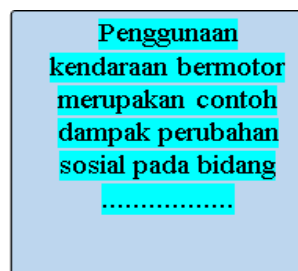 Penggunaan
kendaraan bermotor
merupakan contoh
dampak perubahan
sosial pada bidang
.................